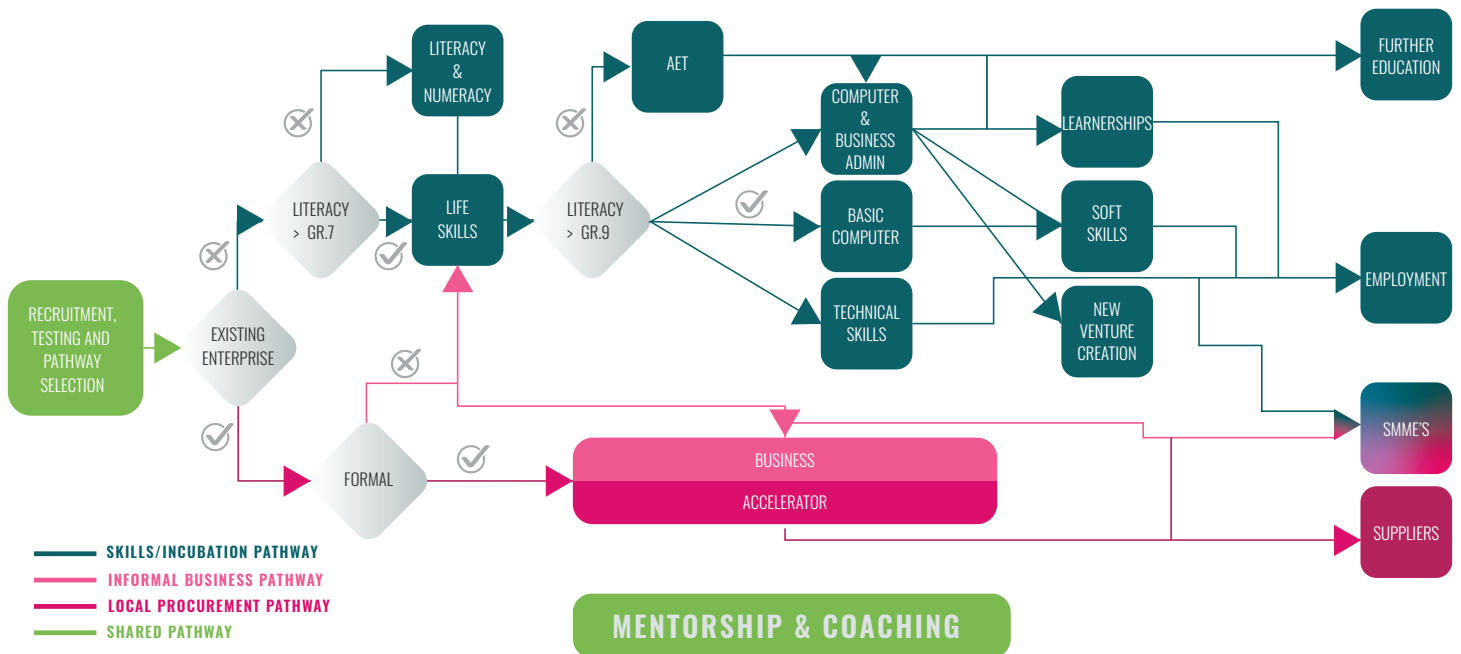 RECRUITMENT,
TESTING AND
PATHWAY
SELECTION
EXISTING
ENTERPRISE
LITERACY
> GR.7
LITERACY
&
NUMERACY
LIFE
SKILLS
LITERACY
> GR.9
AET
COMPUTER
&
BUSINESS
ADMIN
BASIC
COMPUTER
TECHNICAL
SKILLS
LEARNERSHIPS
SOFT
SKILLS
NEW
VENTURE
CREATION
FURTHER
EDUCATION
EMPLOYMENT
SMME'S
SUPPLIERS
FORMAL
BUSINESS
ACCELERATOR
SKILLS/INCUBATION PATHWAY
INFORMAL BUSINESS PATHWAY
LOCAL PROCUREMENT PATHWAY
SHARED PATHWAY
MENTORSHIP & COACHING